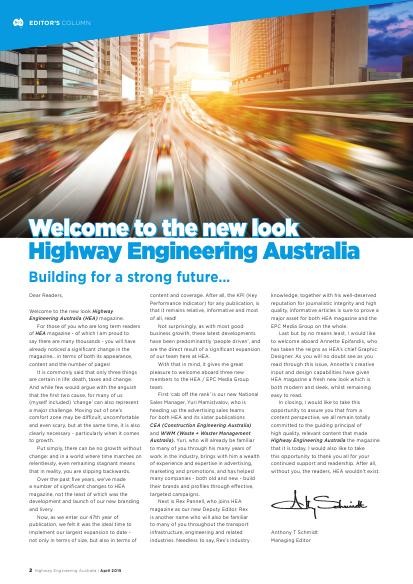 EDITOR'S COLUMN
Welcome to the new look
Highway Engineering Australia
Building for a strong future...
Dear Readers,
Welcome to the new look Highway
Engineering Australia (HEA) magazine.
For those of you who are long term readers
of HEA magazine - of which I am proud to
say there are many thousands - you will have
already noticed a significant change in the
magazine... in terms of both its appearance,
content and the number of pages!
It is commonly said that only three things
are certain in life: death, taxes and change.
And while few would argue with the anguish
that the first two cause, for many of us
(myself included) 'change' can also represent
a major challenge. Moving out of one's
comfort zone may be difficult, uncomfortable
and even scary, but at the same time, it is also
clearly necessary - particularly when it comes
to growth.
Put simply, there can be no growth without
change; and in a world where time marches on
relentlessly, even remaining stagnant means
that in reality, you are slipping backwards.
Over the past five years, we've made
a number of significant changes to HEA
magazine, not the least of which was the
development and launch of our new branding
and livery.
Now, as we enter our 47th year of
publication, we felt it was the ideal time to
implement our largest expansion to date -
not only in terms of size, but also in terms of
content and coverage. After all, the KPI (Key
Performance Indicator) for any publication, is
that it remains relative, informative and most
of all, read!
Not surprisingly, as with most good
business growth, these latest developments
have been predominantly 'people driven', and
are the direct result of a significant expansion
of our team here at HEA.
With that in mind, it gives me great
pleasure to welcome aboard three new
members to the HEA / EPC Media Group
team.
First 'cab off the rank' is our new National
Sales Manager, Yuri Mamistvalov, who is
heading up the advertising sales teams
for both HEA and its sister publications
CEA (Construction Engineering Australia)
and WWM (Waste + Water Management
Australia). Yuri, who will already be familiar
to many of you through his many years of
work in the industry, brings with him a wealth
of experience and expertise in advertising,
marketing and promotions, and has helped
many companies - both old and new - build
their brands and profiles through effective,
targeted campaigns.
Next is Rex Pannell, who joins HEA
magazine as our new Deputy Editor. Rex
is another name who will also be familiar
to many of you throughout the transport
infrastructure, engineering and related
industries. Needless to say, Rex's industry
knowledge, together with his well-deserved
reputation for journalistic integrity and high
quality, informative articles is sure to prove a
major asset for both HEA magazine and the
EPC Media Group on the whole.
Last but by no means least, I would like
to welcome aboard Annette Epifanidis, who
has taken the reigns as HEA's chief Graphic
Designer. As you will no doubt see as you
read through this issue, Annette's creative
input and design capabilities have given
HEA magazine a fresh new look which is
both modern and sleek, whilst remaining
easy to read.
In closing, I would like to take this
opportunity to assure you that from a
content perspective, we all remain totally
committed to the guiding principal of
high quality, relevant content that made
Highway Engineering Australia the magazine
that it is today. I would also like to take
this opportunity to thank you all for your
continued support and readership. After all,
without you, the readers, HEA wouldn't exist!
Anthony T Schmidt
Managing Editor
2 Highway Engineering Australia | April 2015